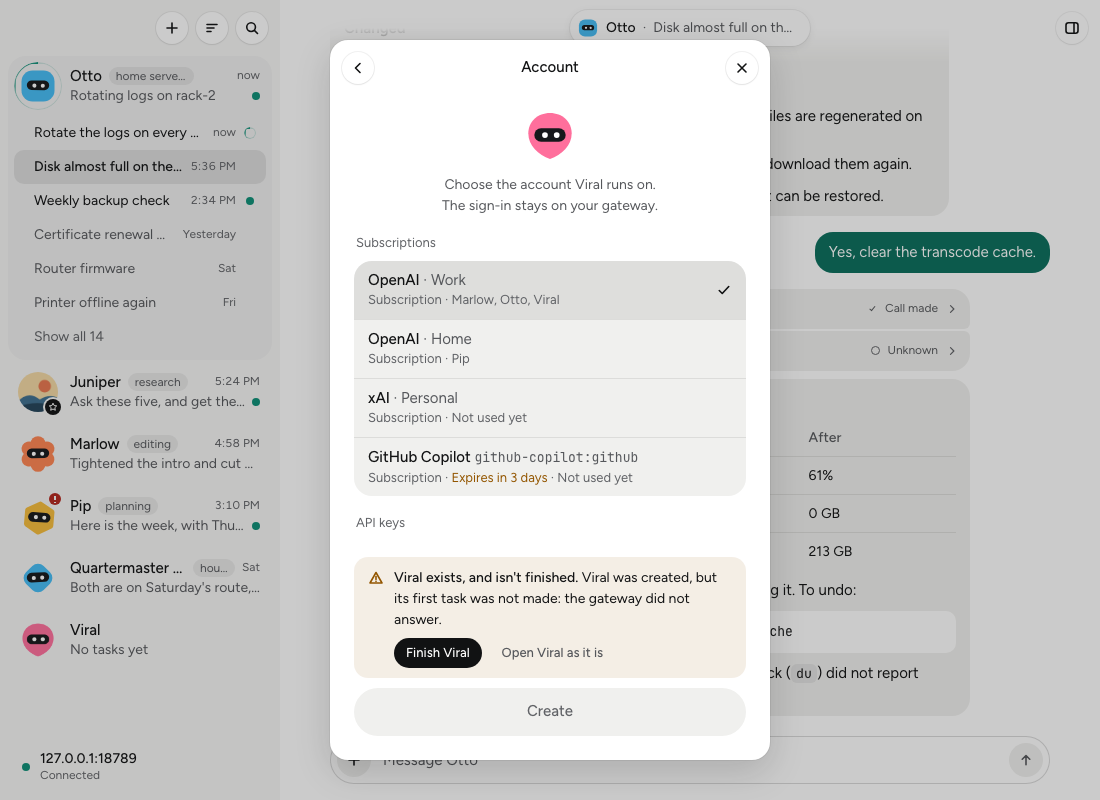 Otto home serve... now
Rotating logs on rack-2
Rotate the logs on every ... now
Disk almost full on the... 5:36 PM
Weekly backup check 2:34 PM
Certificate renewal ... Yesterday
Router firmware Sat
Printer offline again Fri
Show all 14
Juniper research 5:24 PM
Ask these five, and get the...
Marlow editing 4:58 PM
Tightened the intro and cut ...
Pip planning 3:10 PM
Here is the week, with Thu...
Quartermaster ... hou... Sat
Both are on Saturday's route,...
Viral
No tasks yet
127.0.0.1:18789
Connected
Changed
Otto · Disk almost full on th...
iles are regenerated on
download them again.
t can be restored.
Yes, clear the transcode cache.
Call made
Unknown
After
61%
0 GB
213 GB
g it. To undo:
che
ck ( du ) did not report
Message Otto
Account
Choose the account Viral runs on.
The sign-in stays on your gateway.
Subscriptions
OpenAI · Work
Subscription · Marlow, Otto, Viral
OpenAI · Home
Subscription · Pip
xAI · Personal
Subscription · Not used yet
GitHub Copilot github-copilot:github
Subscription · Expires in 3 days · Not used yet
API keys
Viral exists, and isn't finished. Viral was created, but
its first task was not made: the gateway did not
answer.
Finish Viral Open Viral as it is
Create